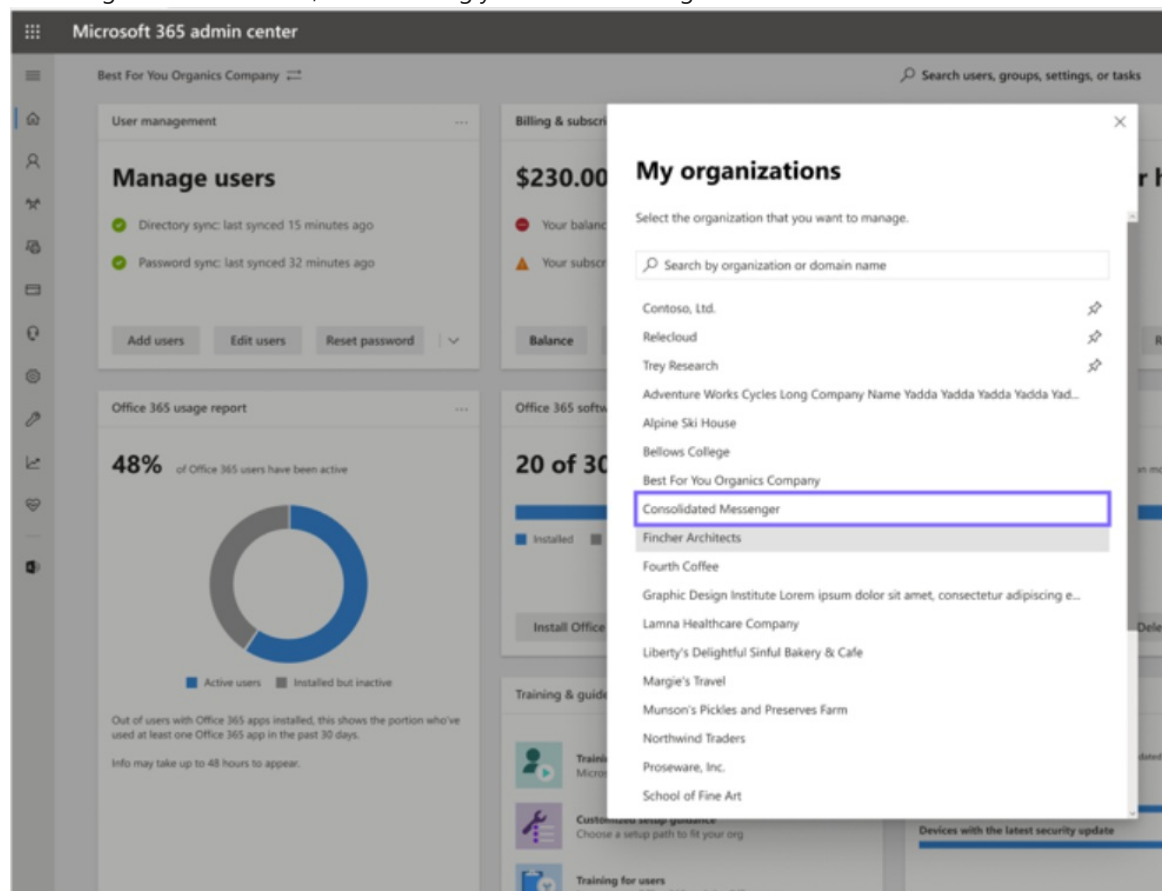 Microsoft 365 admin center
Best For You Organics Company
Search users, groups, settings, or tasks
User management
Manage users
Directory sync: last synced 15 minutes ago
Password sync: last synced 32 minutes ago
Add users
Edit users
Reset password
Billing & subscri
$230.00
Your balanc
Your subscr
Balance
My organizations
Select the organization that you want to manage.
Search by organization or domain name
Contoso, Ltd.
Relecloud
Trey Research
Adventure Works Cycles Long Company Name Yadda Yadda Yadda Yadda Yad...
Alpine Ski House
Bellows College
Best For You Organics Company
Consolidated Messenger
Fincher Architects
Fourth Coffee
Graphic Design Institute Lorem ipsum dolor sit amet, consectetur adipiscing e...
Lamna Healthcare Company
Liberty's Delightful Sinful Bakery & Cafe
Margie's Travel
Munson's Pickles and Preserves Farm
Northwind Traders
Proseware, Inc.
School of Fine Art
Office 365 usage report
48% of Office 365 users have been active
Active users
Installed but inactive
Out of users with Office 365 apps installed, this shows the portion who've
used at least one Office 365 app in the past 30 days.
Info may take up to 48 hours to appear.
Office 365 softw
20 of 30
Installed
Install Office
Dele
Training & guide
Traini
Micros
Customized setup guidance
Choose a setup path to fit your org
Training for users
Devices with the latest security update